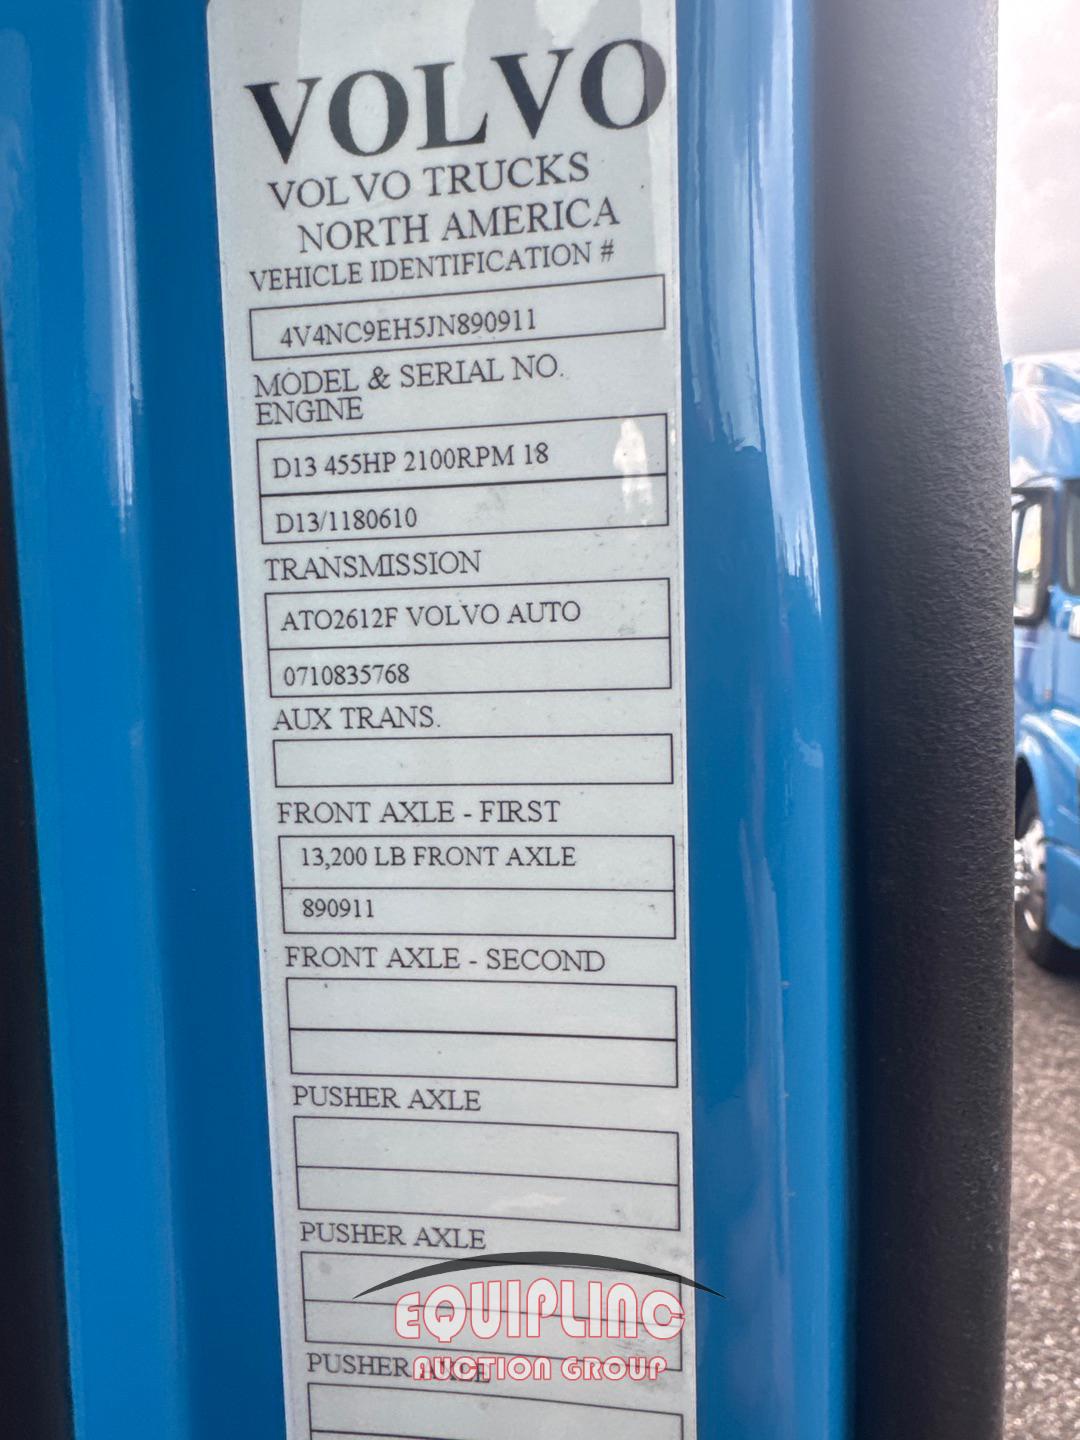 VOLVO
VOLVO TRUCKS
NORTH AMERICA
VEHICLE IDENTIFICATION #
4V4NC9EH5JN890911
MODEL & SERIAL NO.
ENGINE
D13 455HP 2100RPM 18
D13/1180610
TRANSMISSION
ATO2612F VOLVO AUTO
0710835768
AUX TRANS.
FRONT AXLE - FIRST
13,200 LB FRONT AXLE
890911
FRONT AXLE - SECOND
PUSHER AXLE
PUSHER AXLE
EQUIPLINC
PUSHER AXLE
AUCTION GROUP